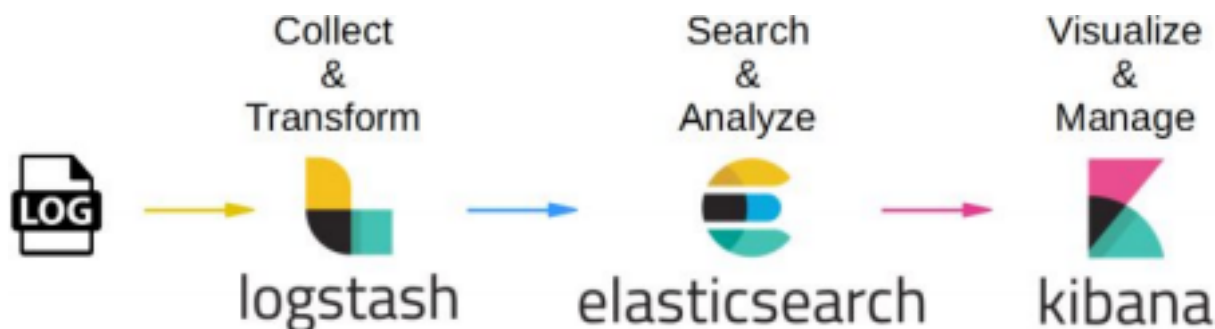 Collect
&
Transform
Search
&
Analyze
Visualize
&
Manage
LOG
logstash
elasticsearch
kibana